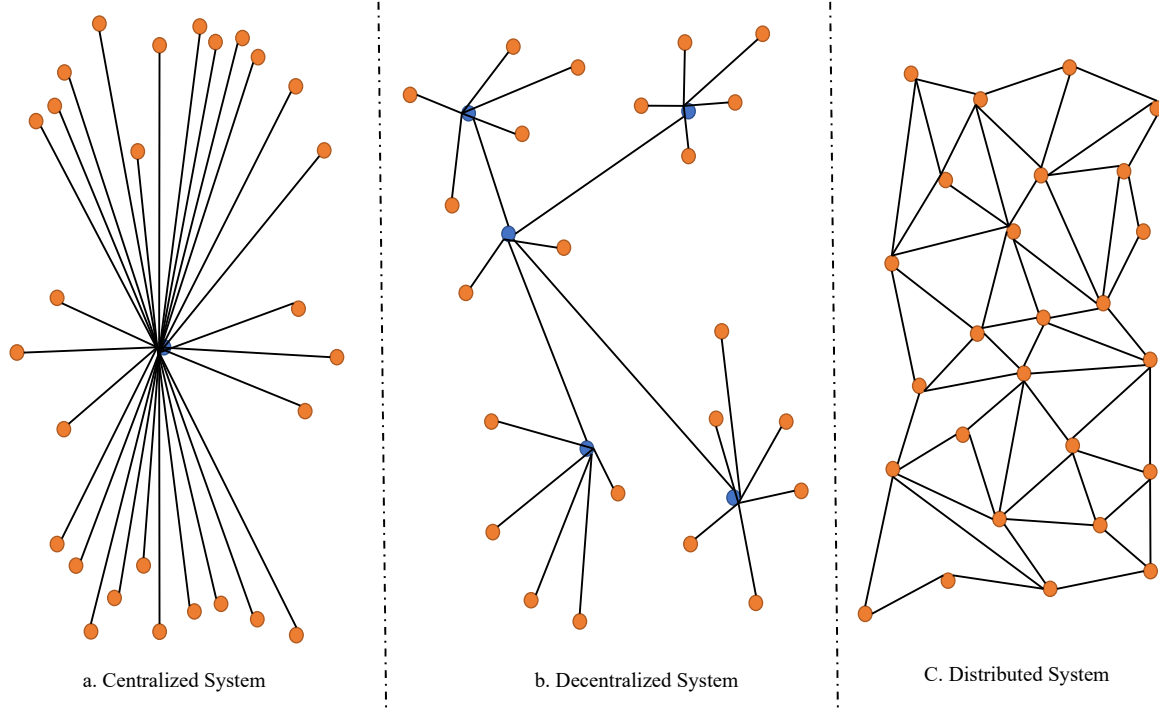 a. Centralized System
b. Decentralized System
C. Distributed System